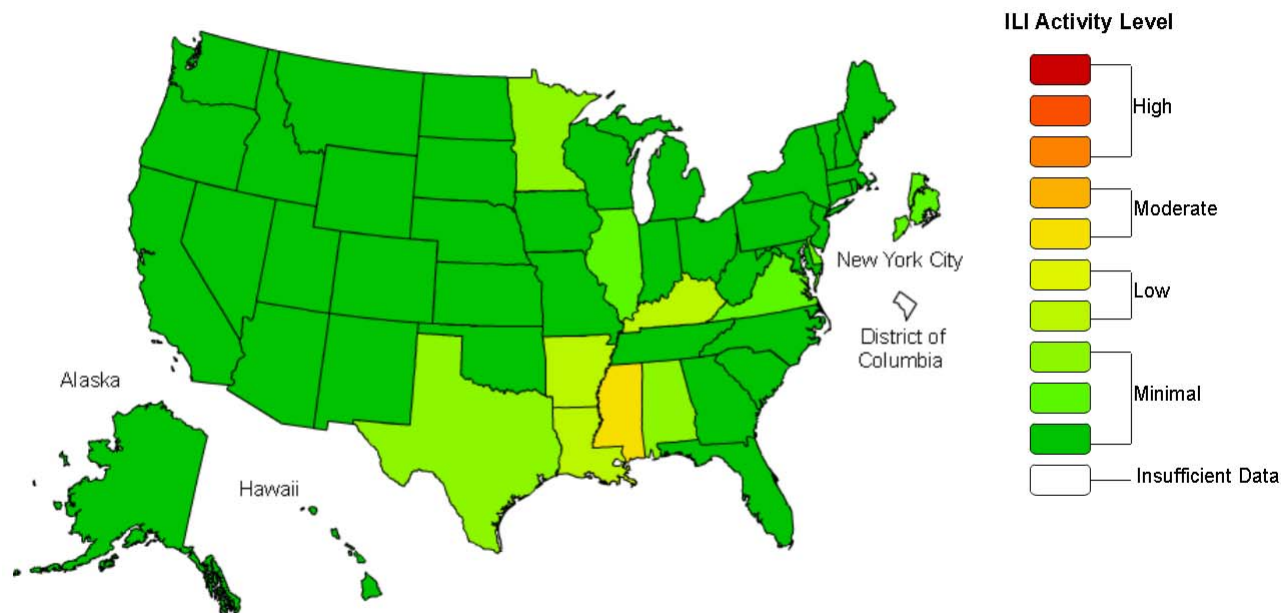 ILI Activity Level
High
Moderate
Low
Minimal
Insufficient Data
New York City
District of
Columbia
Alaska
Hawaii